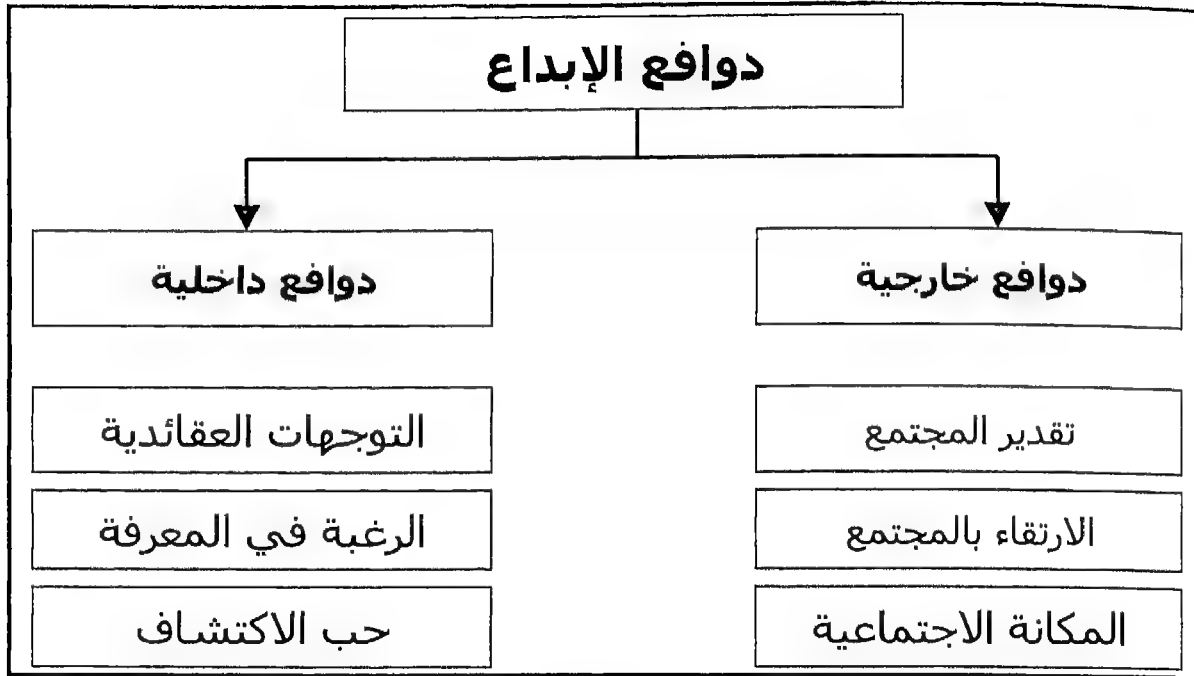 دوافع الإبداع
دوافع خارجية
دوافع داخلية
تقدير المجتمع
التوجهات العقائدية
الارتقاء بالمجتمع
الرغبة في المعرفة
المكانة الاجتماعية
حب الاكتشاف